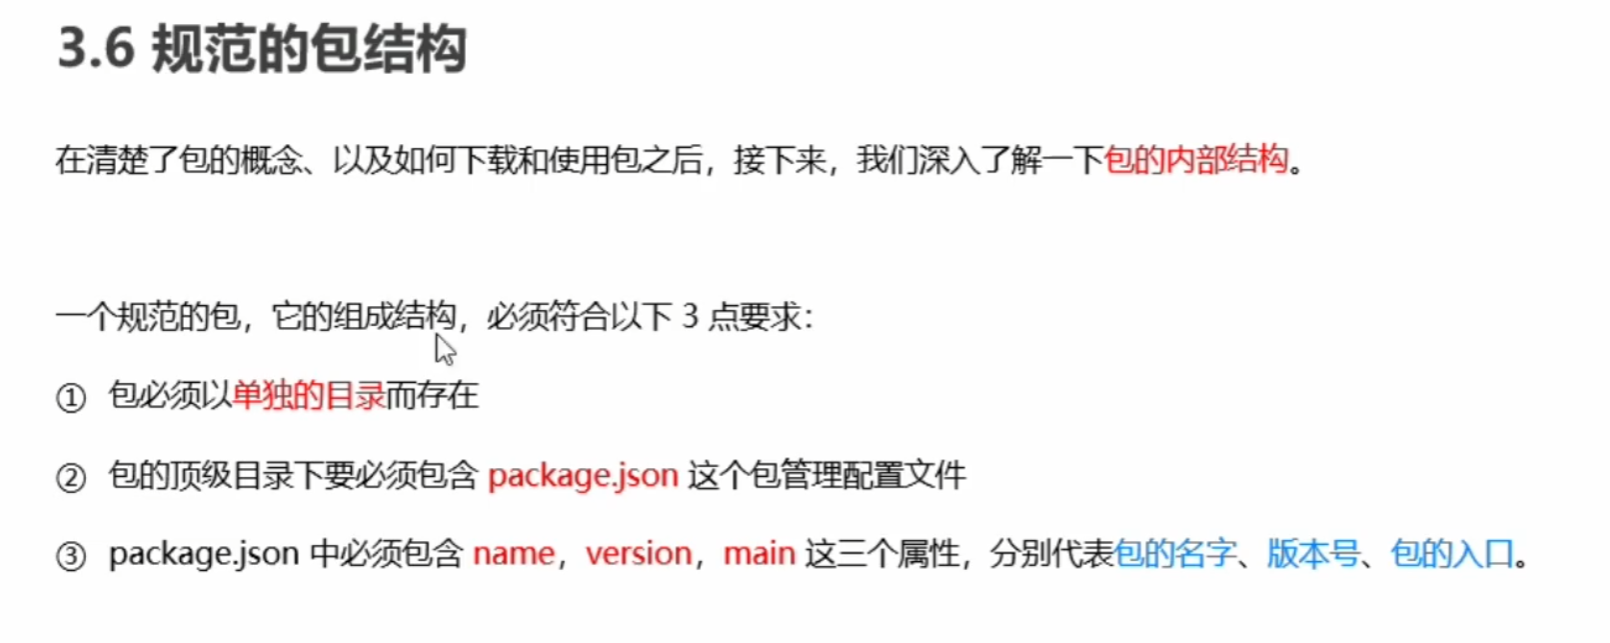 3.6 规范的包结构
在清楚了包的概念、以及如何下载和使用包之后，接下来，我们深入了解一下包的内部结构。
一个规范的包，它的组成结构，必须符合以下 3 点要求：
① 包必须以单独的目录而存在
② 包的顶级目录下要必须包含 package.json 这个包管理配置文件
③ package.json 中必须包含 name，version，main 这三个属性，分别代表包的名字、版本号、包的入口。